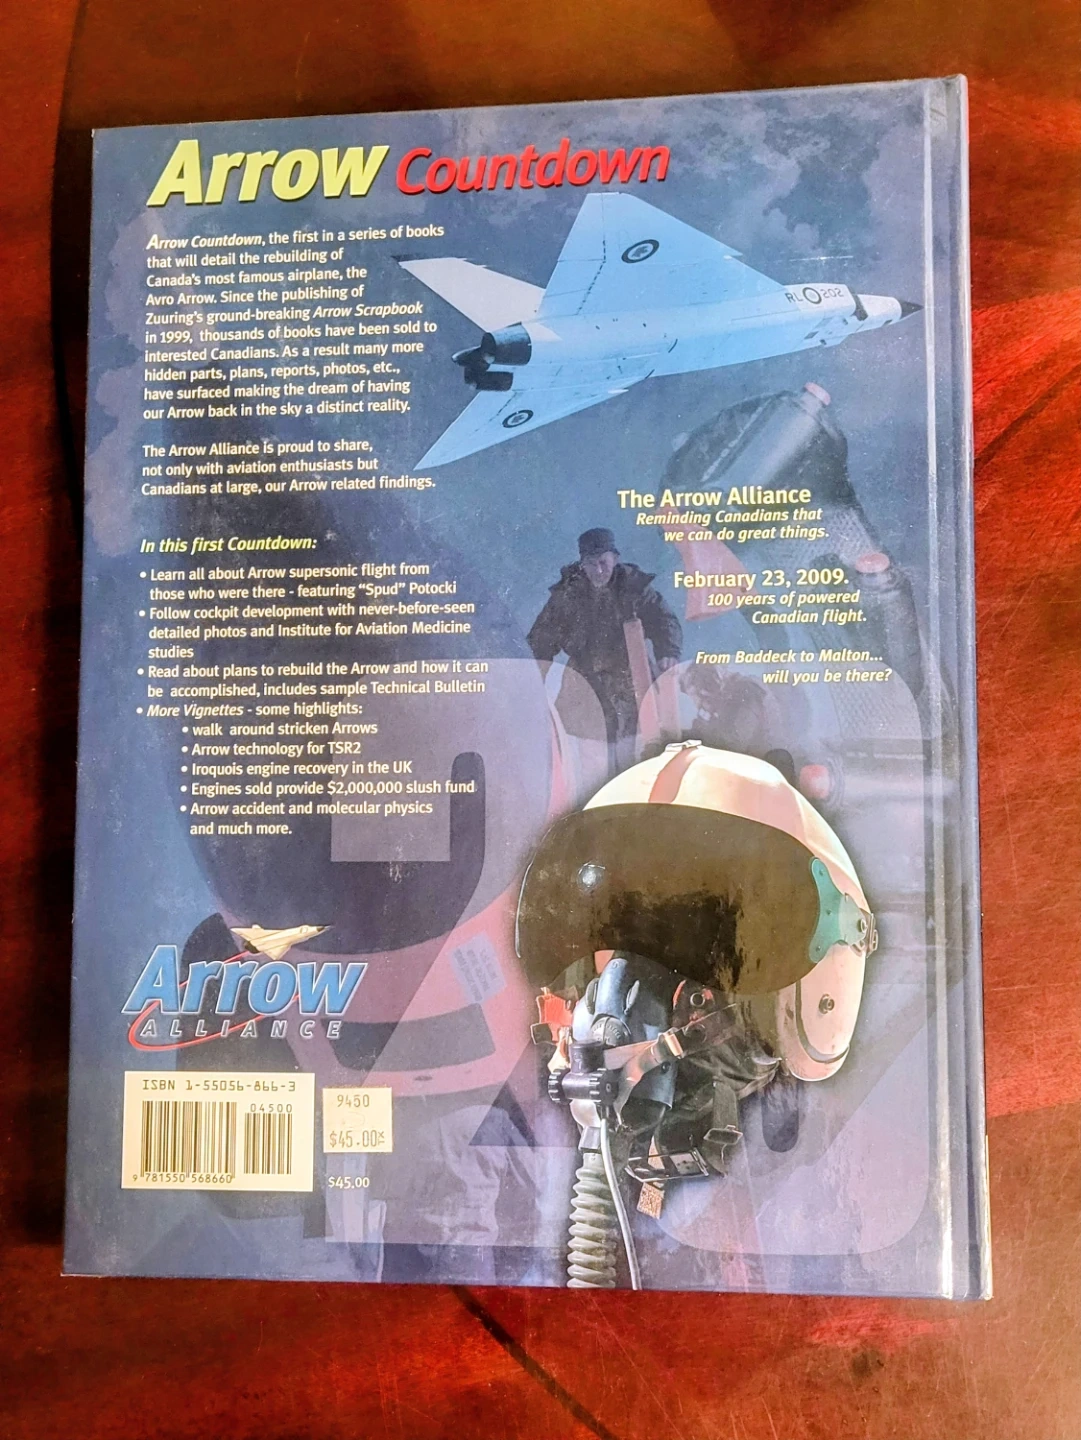 Arrow Countdown
Arrow Countdown, the first in a series of books
that will detail the rebuilding of
Canada's most famous airplane, the
Avro Arrow. Since the publishing of
Zuuring's ground-breaking Arrow Scrapbook
in 1999, thousands of books have been sold to
interested Canadians. As a result many more
hidden parts, plans, reports, photos, etc.,
have surfaced making the dream of having
our Arrow back in the sky a distinct reality.
The Arrow Alliance is proud to share,
not only with aviation enthusiasts but
Canadians at large, our Arrow related findings.
In this first Countdown:
• Learn all about Arrow supersonic flight from
those who were there - featuring "Spud" Potocki
• Follow cockpit development with never-before-seen
detailed photos and Institute for Aviation Medicine
studies
• Read about plans to rebuild the Arrow and how it can
be accomplished, includes sample Technical Bulletin
• More Vignettes - some highlights:
• walk around stricken Arrows
• Arrow technology for TSR2
• Iroquois engine recovery in the UK
• Engines sold provide $2,000,000 slush fund
• Arrow accident and molecular physics
and much more.
RL 202
The Arrow Alliance
Reminding Canadians that
we can do great things.
February 23, 2009.
100 years of powered
Canadian flight.
From Baddeck to Malton...
will you be there?
Arrow
ALLIANCE
ISBN 1-55056-866-3
04500
9 781550 568660
9450
$45.00
$45.00